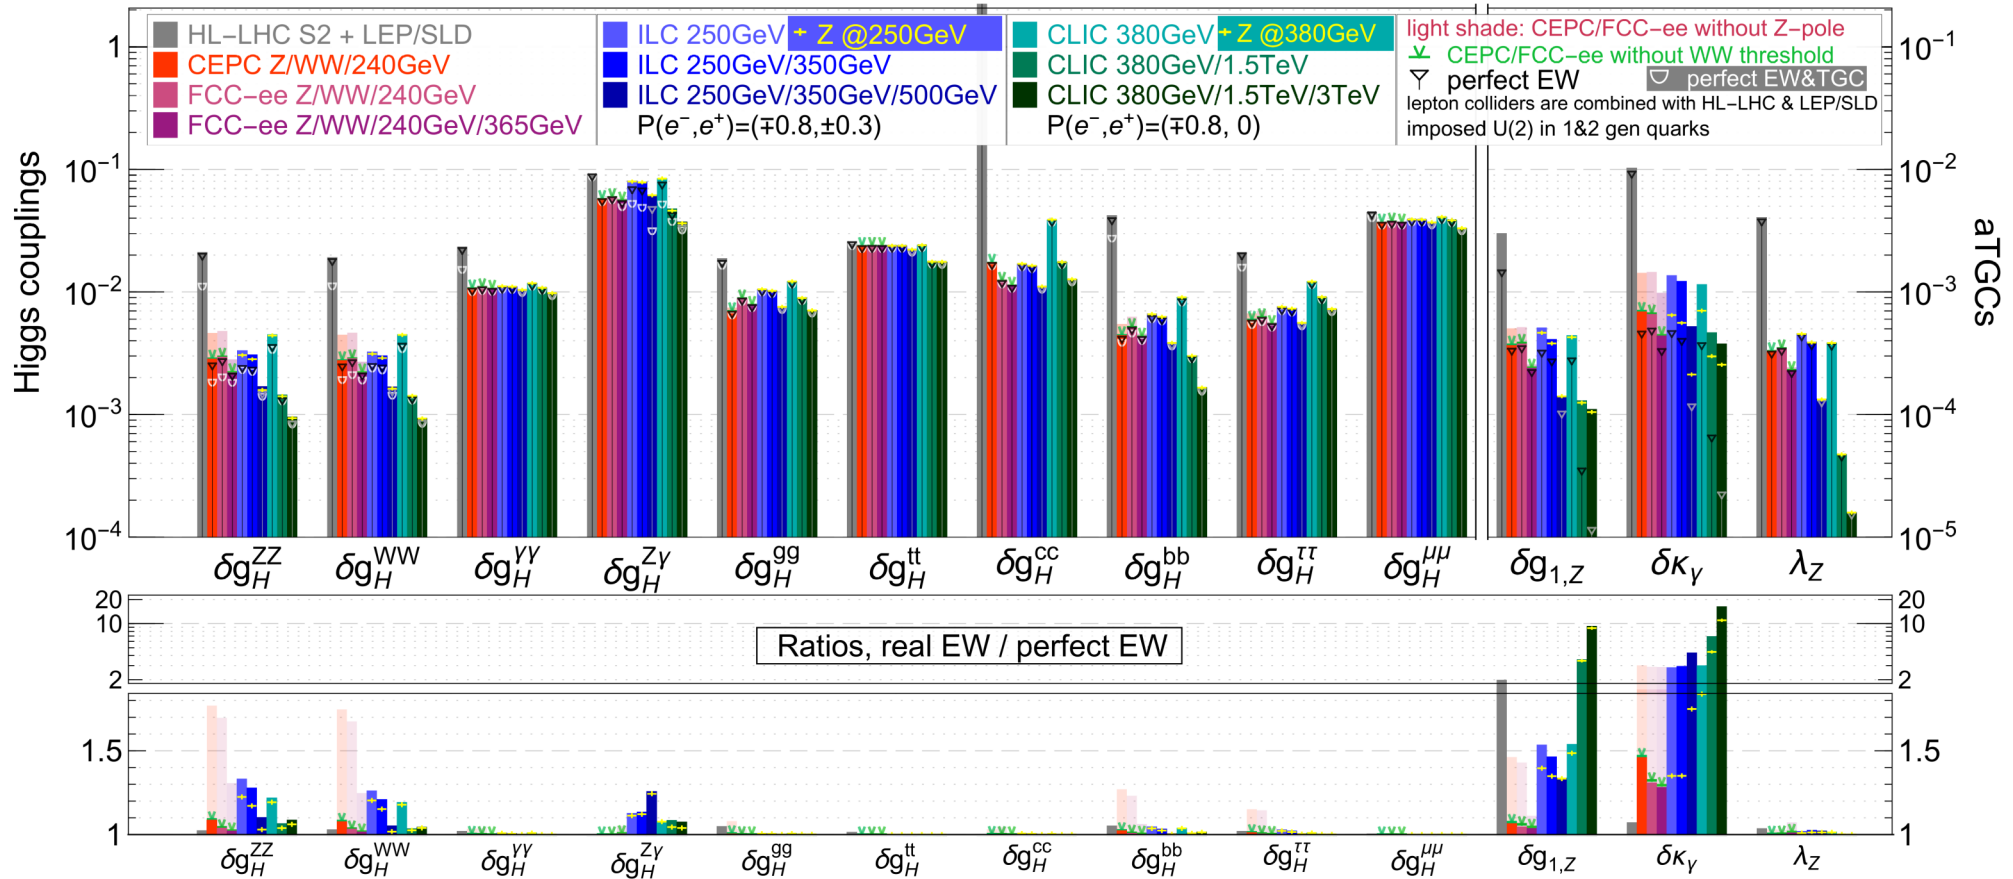 HL−LHC S2 + LEP/SLD
CEPC Z/WW/240GeV
FCC−ee Z/WW/240GeV
FCC−ee Z/WW/240GeV/365GeV
ILC 250GeV
Z @250GeV
ILC 250GeV/350GeV
ILC 250GeV/350GeV/500GeV
P(e⁻,e⁺)=(∓0.8,±0.3)
CLIC 380GeV
Z @380GeV
CLIC 380GeV/1.5TeV
CLIC 380GeV/1.5TeV/3TeV
P(e⁻,e⁺)=(∓0.8, 0)
light shade: CEPC/FCC−ee without Z−pole
CEPC/FCC−ee without WW threshold
perfect EW
perfect EW&TGC
lepton colliders are combined with HL−LHC & LEP/SLD
imposed U(2) in 1&2 gen quarks
Higgs couplings
1
10⁻¹
10⁻²
10⁻³
10⁻⁴
aTGCs
10⁻¹
10⁻²
10⁻³
10⁻⁴
10⁻⁵
δg_H^ZZ δg_H^WW δg_H^γγ δg_H^Zγ δg_H^gg δg_H^tt δg_H^cc δg_H^bb δg_H^ττ δg_H^μμ δg_1,Z δκ_γ λ_Z
Ratios, real EW / perfect EW
20
10
2
1.5
1
20
10
2
1.5
1
δg_H^ZZ δg_H^WW δg_H^γγ δg_H^Zγ δg_H^gg δg_H^tt δg_H^cc δg_H^bb δg_H^ττ δg_H^μμ δg_1,Z δκ_γ λ_Z